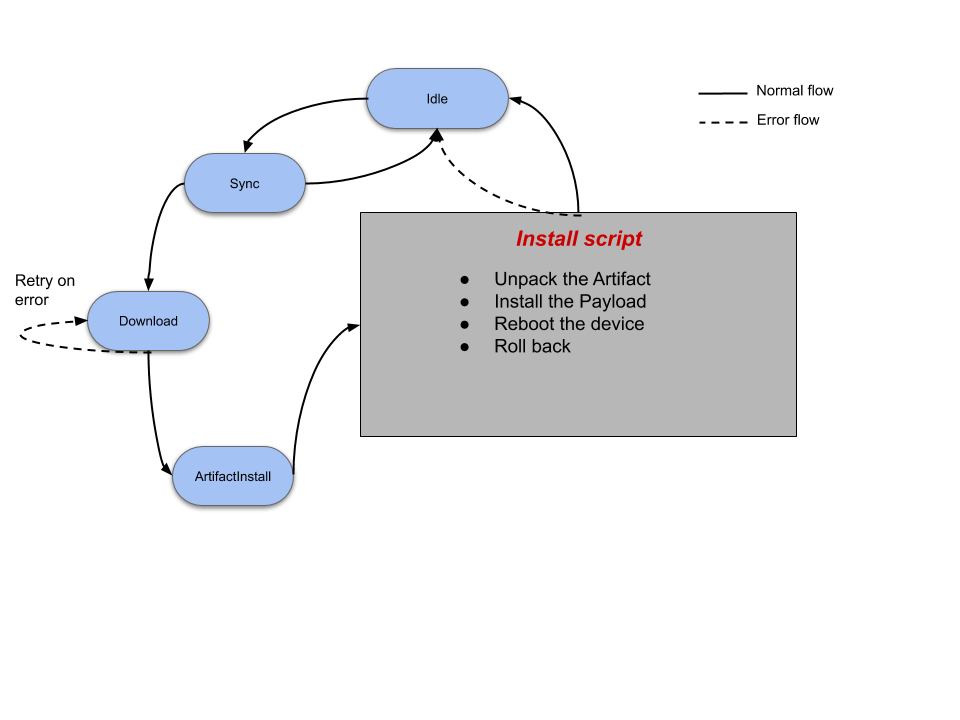 Idle
Normal flow
Error flow
Sync
Install script
● Unpack the Artifact
● Install the Payload
● Reboot the device
● Roll back
Retry on
error
Download
ArtifactInstall